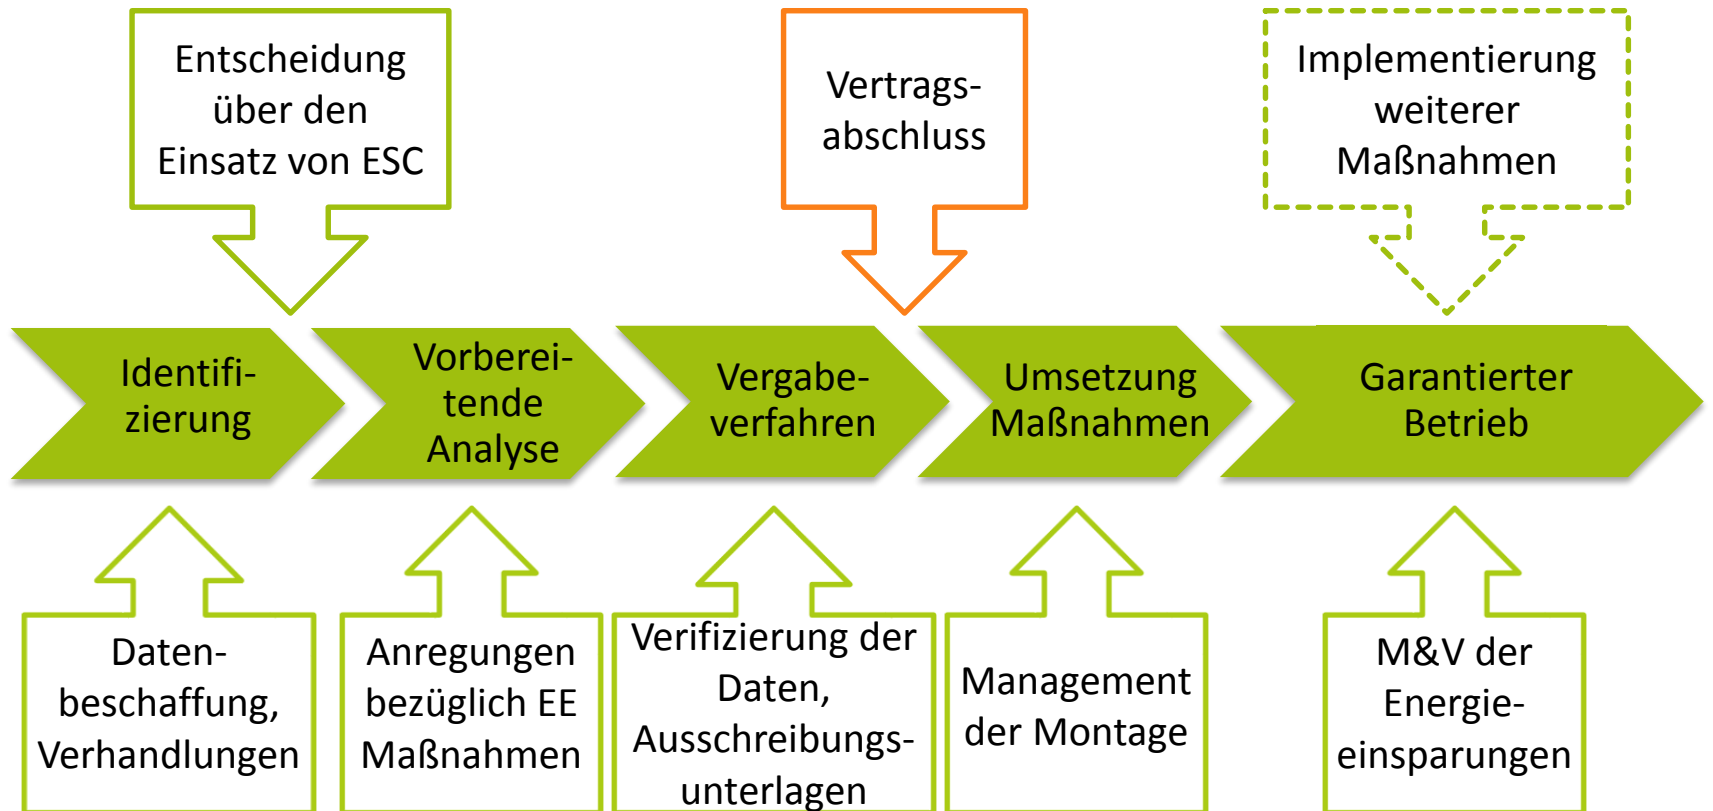 Entscheidung
über den
Einsatz von ESC
Vertrags-
abschluss
Implementierung
weiterer
Maßnahmen
Identifi-
zierung
Vorberei-
tende
Analyse
Vergabe-
verfahren
Umsetzung
Maßnahmen
Garantierter
Betrieb
Daten-
beschaffung,
Verhandlungen
Anregungen
bezüglich EE
Maßnahmen
Verifizierung der
Daten,
Ausschreibungs-
unterlagen
Management
der Montage
M&V der
Energie-
einsparungen